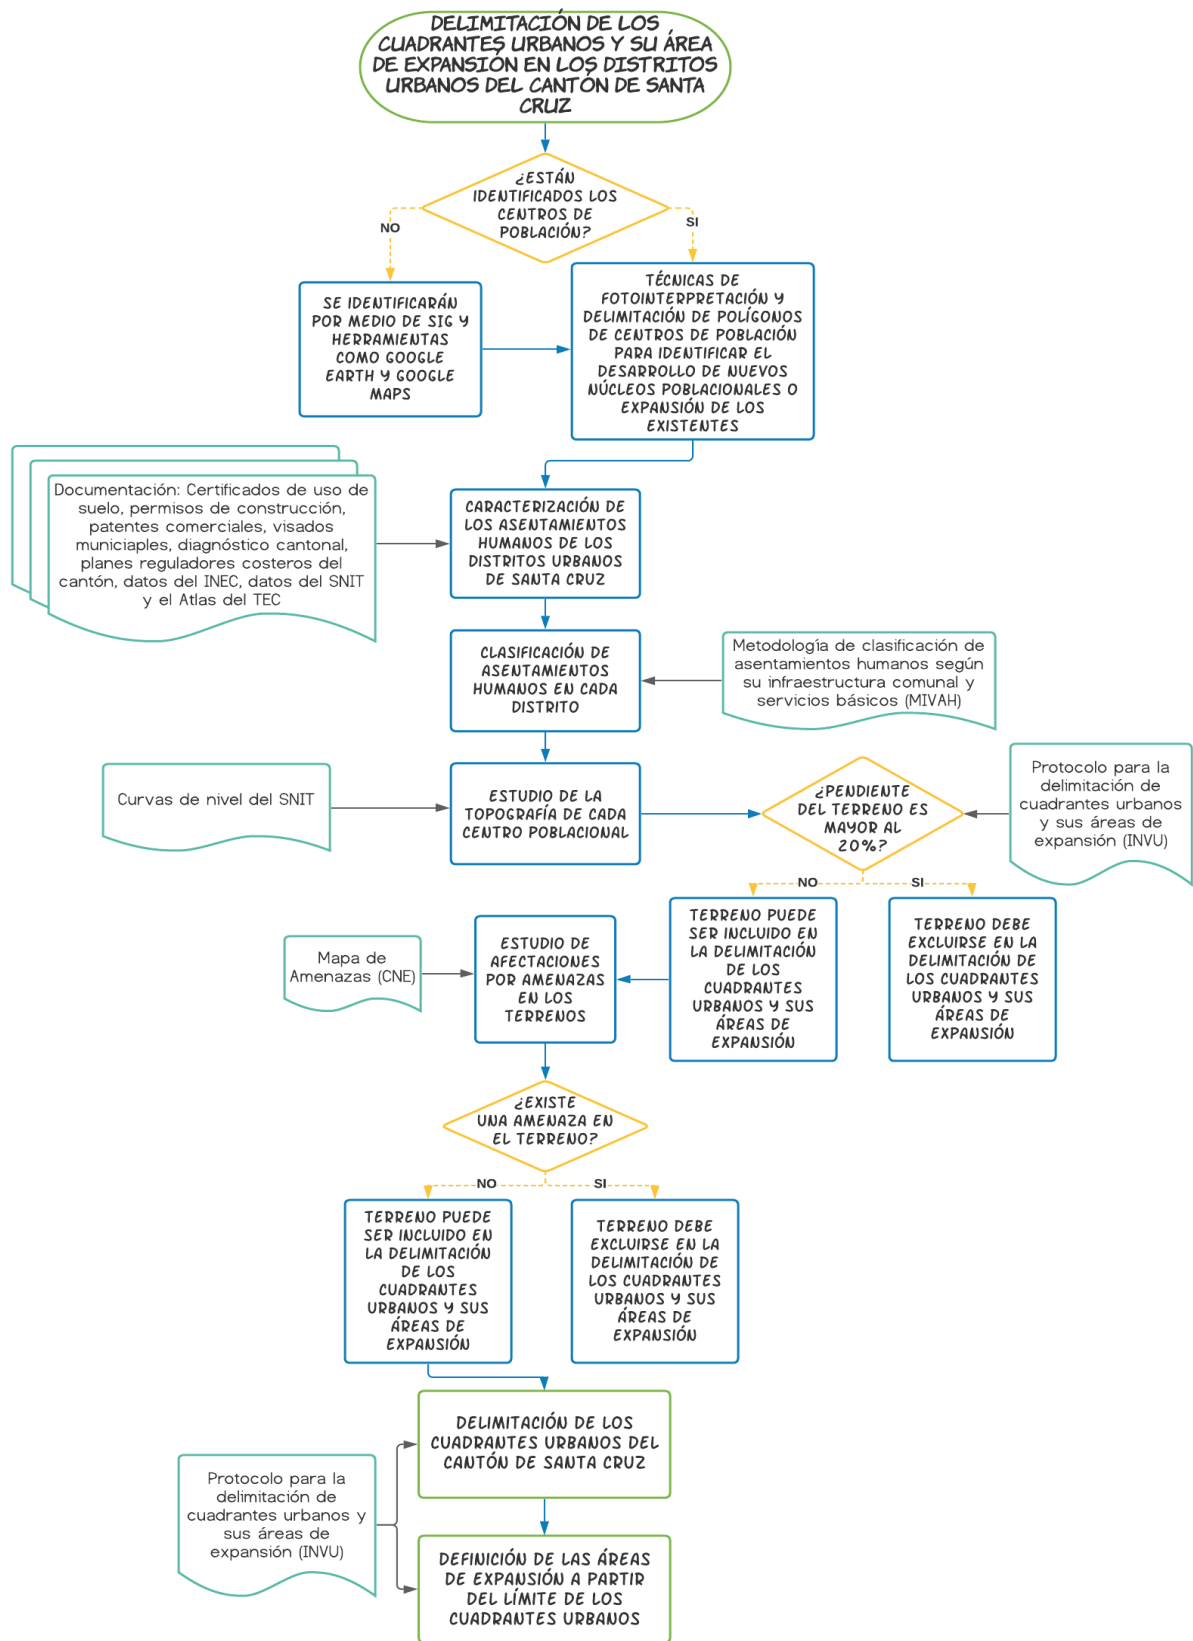 DELIMITACIÓN DE LOS
CUADRANTES URBANOS Y SU ÁREA
DE EXPANSIÓN EN LOS DISTRITOS
URBANOS DEL CANTÓN DE SANTA
CRUZ
¿ESTÁN
IDENTIFICADOS LOS
CENTROS DE
POBLACIÓN?
NO
SI
SE IDENTIFICARÁN
POR MEDIO DE SIG Y
HERRAMIENTAS
COMO GOOGLE
EARTH Y GOOGLE
MAPS
TÉCNICAS DE
FOTOINTERPRETACIÓN Y
DELIMITACIÓN DE POLÍGONOS
DE CENTROS DE POBLACIÓN
PARA IDENTIFICAR EL
DESARROLLO DE NUEVOS
NÚCLEOS POBLACIONALES O
EXPANSIÓN DE LOS
EXISTENTES
Documentación: Certificados de uso de
suelo, permisos de construcción,
patentes comerciales, visados
municiaples, diagnóstico cantonal,
planes reguladores costeros del
cantón, datos del INEC, datos del SNIT
y el Atlas del TEC
CARACTERIZACIÓN DE
LOS ASENTAMIENTOS
HUMANOS DE LOS
DISTRITOS URBANOS
DE SANTA CRUZ
CLASIFICACIÓN DE
ASENTAMIENTOS
HUMANOS EN CADA
DISTRITO
Metodología de clasificación de
asentamientos humanos según
su infraestructura comunal y
servicios básicos (MIVAH)
Curvas de nivel del SNIT
ESTUDIO DE LA
TOPOGRAFÍA DE CADA
CENTRO POBLACIONAL
¿PENDIENTE
DEL TERRENO ES
MAYOR AL
20%?
Protocolo para la
delimitación de
cuadrantes urbanos
y sus áreas de
expansión (INVU)
NO
SI
TERRENO PUEDE
SER INCLUIDO EN
LA DELIMITACIÓN
DE LOS
CUADRANTES
URBANOS Y SUS
ÁREAS DE
EXPANSIÓN
TERRENO DEBE
EXCLUIRSE EN LA
DELIMITACIÓN DE
LOS CUADRANTES
URBANOS Y SUS
ÁREAS DE
EXPANSIÓN
Mapa de
Amenazas (CNE)
ESTUDIO DE
AFECTACIONES
POR AMENAZAS
EN LOS
TERRENOS
¿EXISTE
UNA AMENAZA EN
EL TERRENO?
NO
SI
TERRENO PUEDE
SER INCLUIDO EN
LA DELIMITACIÓN
DE LOS
CUADRANTES
URBANOS Y SUS
ÁREAS DE
EXPANSIÓN
TERRENO DEBE
EXCLUIRSE EN LA
DELIMITACIÓN DE
LOS CUADRANTES
URBANOS Y SUS
ÁREAS DE
EXPANSIÓN
DELIMITACIÓN DE LOS
CUADRANTES URBANOS DEL
CANTÓN DE SANTA CRUZ
Protocolo para la
delimitación de
cuadrantes urbanos y
sus áreas de
expansión (INVU)
DEFINICIÓN DE LAS ÁREAS
DE EXPANSIÓN A PARTIR
DEL LÍMITE DE LOS
CUADRANTES URBANOS